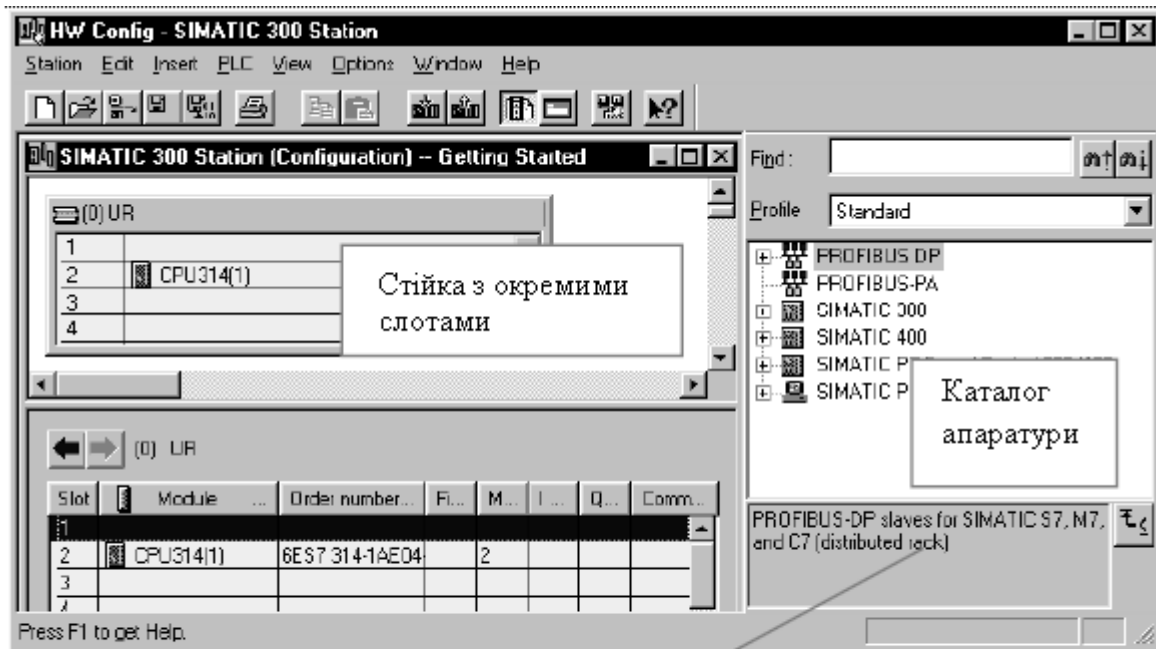 HW Config - SIMATIC 300 Station
Station Edit Insert PLC View Options Window Help
SIMATIC 300 Station (Configuration) -- Getting Started
(0) UR
1
2 CPU314(1)
3
4
Стійка з окремими
слотами
Find:
Profile Standard
PROFIBUS DP
PROFIBUS-PA
SIMATIC 300
SIMATIC 400
SIMATIC P
SIMATIC P
Каталог
апаратури
PROFIBUS-DP slaves for SIMATIC S7, M7,
and C7 (distributed rack)
(0) UR
Slot Module ... Order number... Fi... M... I ... Q... Comm...
1
2 CPU314(1) 6ES7 314-1AE04- 2
3
4
Press F1 to get Help.